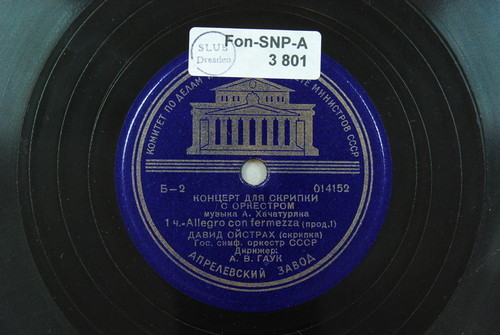 SLUB
Dresden
Fon-SNP-A
3 801
КОМИТЕТ ПО ДЕЛАМ
МИНИСТРОВ СССР
Б-2
014152
КОНЦЕРТ ДЛЯ СКРИПКИ
С ОРКЕСТРОМ
музыка А. Хачатуряна
1 ч.-Allegro con fermezza (прод.1)
ДАВИД ОЙСТРАХ (скрипка)
Гос. симф. оркестр СССР
Дирижер:
А. В. ГАУК
АПРЕЛЕВСКИЙ ЗАВОД